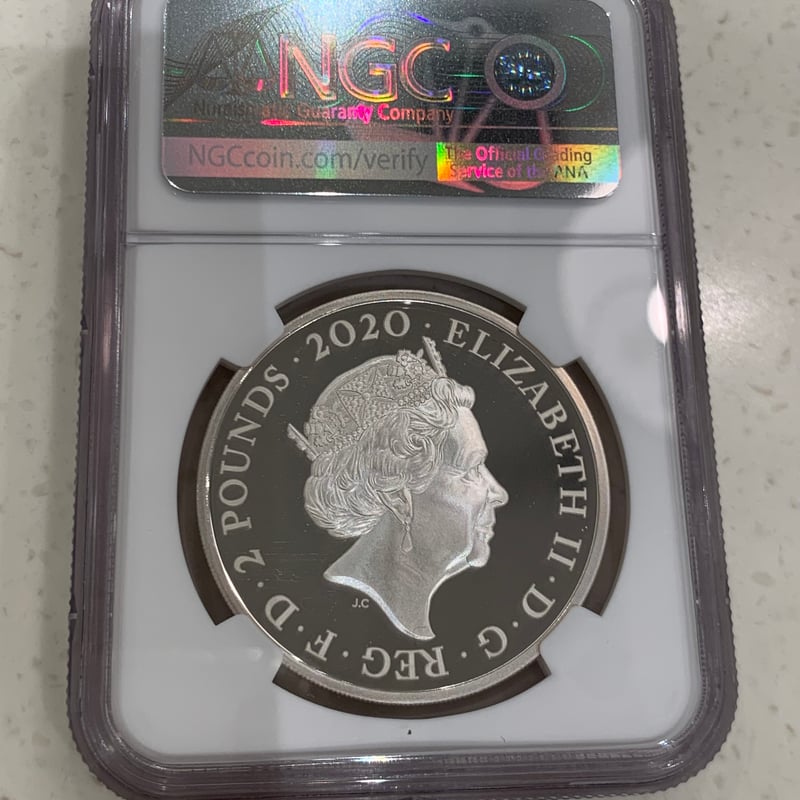 NGC
Numismatic Guaranty Company
NGCcoin.com/verify
The Official Grading
Service of the ANA
· 2 POUNDS · 2020 · ELIZABETH II · D · G · REG · F · D
J.C